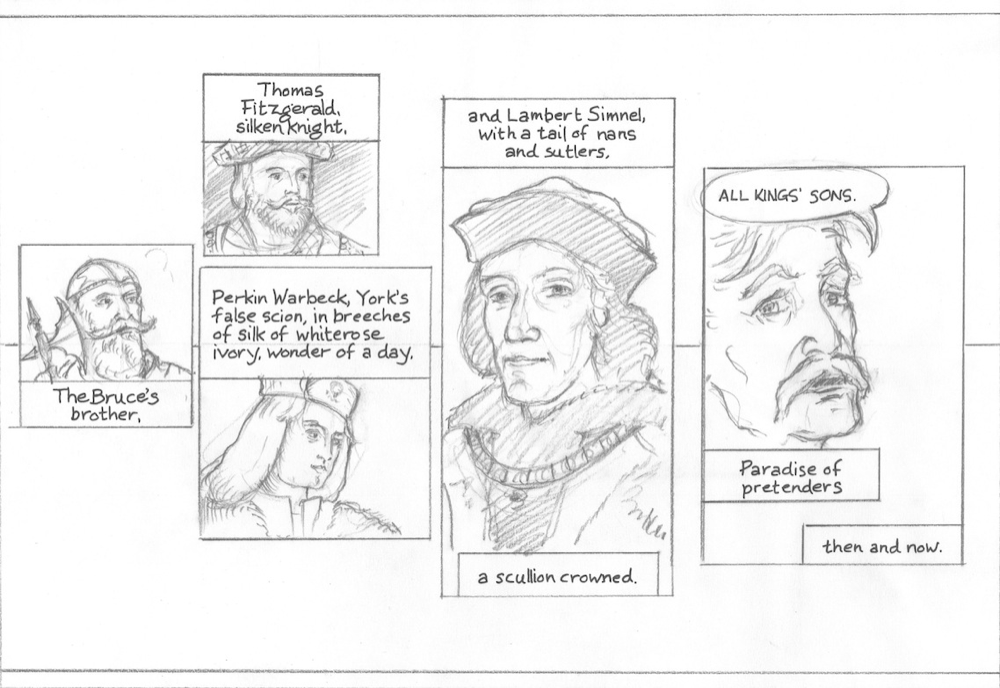 The Bruce's
brother,
Thomas
Fitzgerald,
silken knight,
Perkin Warbeck, York's
false scion, in breeches
of silk of whiterose
ivory, wonder of a day,
and Lambert Simnel,
with a tail of nans
and sutlers,
a scullion crowned.
ALL KINGS' SONS.
Paradise of
pretenders
then and now.